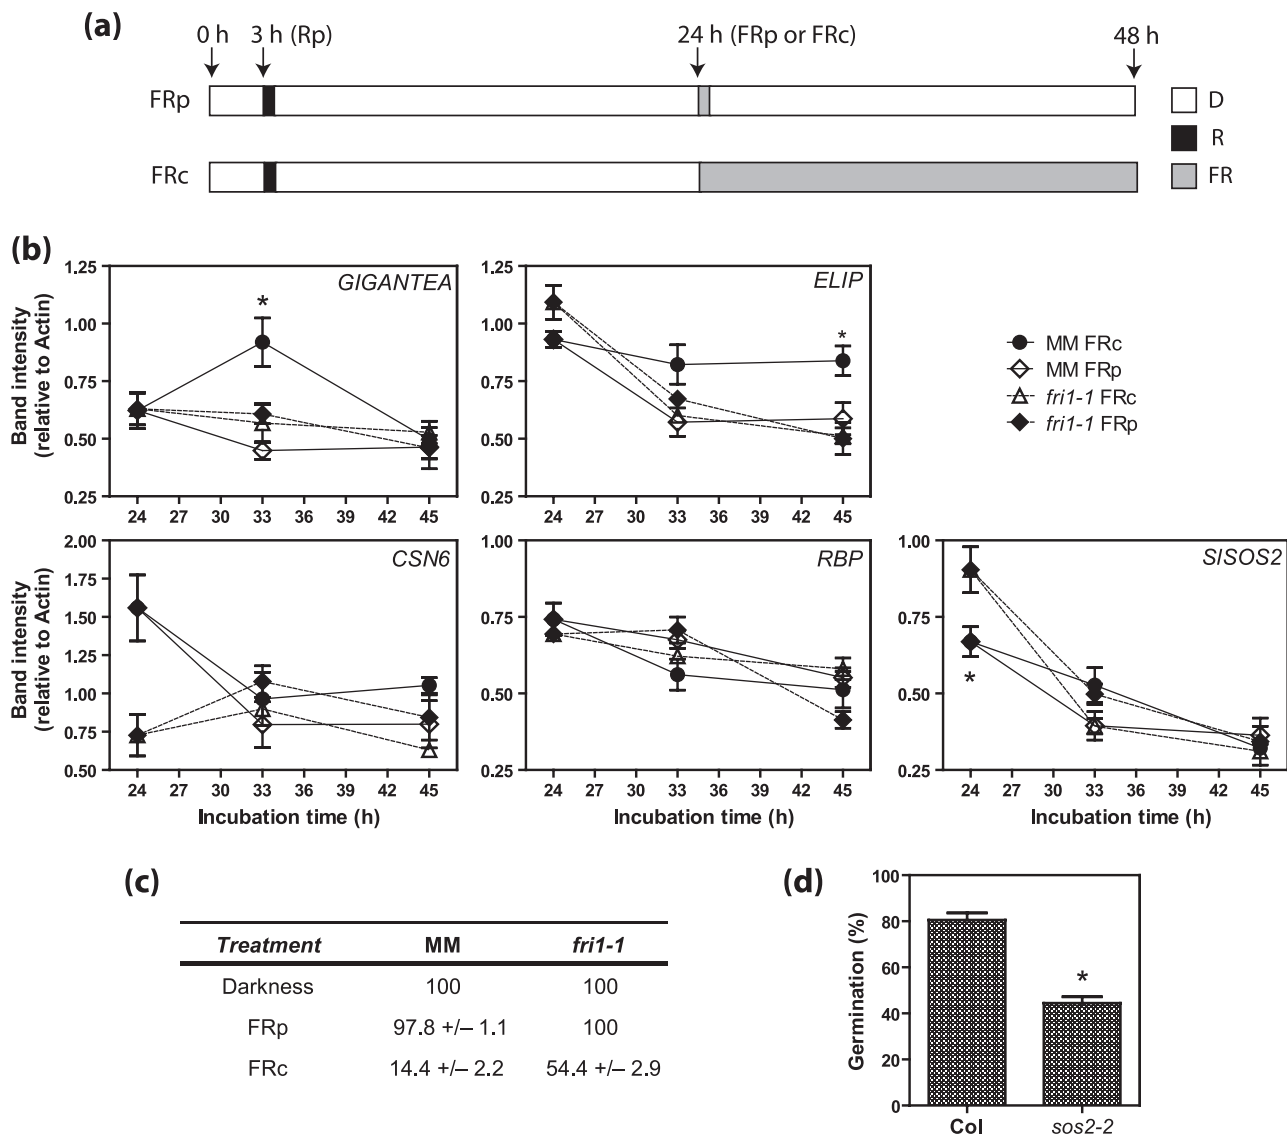 (a)
0 h 3 h (Rp) 24 h (FRp or FRc) 48 h
FRp
FRc
D
R
FR
(b)
Band intensity
(relative to Actin)
GIGANTEA
1.25
1.00
0.75
0.50
0.25
*
24 27 30 33 36 39 42 45
ELIP
1.25
1.00
0.75
0.50
0.25
*
24 27 30 33 36 39 42 45
MM FRc
MM FRp
fri1-1 FRc
fri1-1 FRp
Band intensity
(relative to Actin)
CSN6
2.00
1.75
1.50
1.25
1.00
0.75
0.50
24 27 30 33 36 39 42 45
Incubation time (h)
RBP
1.00
0.75
0.50
0.25
24 27 30 33 36 39 42 45
Incubation time (h)
SlSOS2
1.00
0.75
0.50
0.25
*
24 27 30 33 36 39 42 45
Incubation time (h)
(c)
Treatment MM fri1-1
Darkness 100 100
FRp 97.8 +/– 1.1 100
FRc 14.4 +/– 2.2 54.4 +/– 2.9
(d)
Germination (%)
100
80
60
40
20
0
*
Col sos2-2